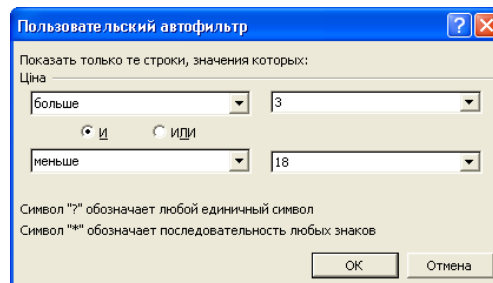 Пользовательский автофильтр
Показать только те строки, значения которых:
Ціна
больше 3
И ИЛИ
меньше 18
Символ "?" обозначает любой единичный символ
Символ "*" обозначает последовательность любых знаков
ОК Отмена